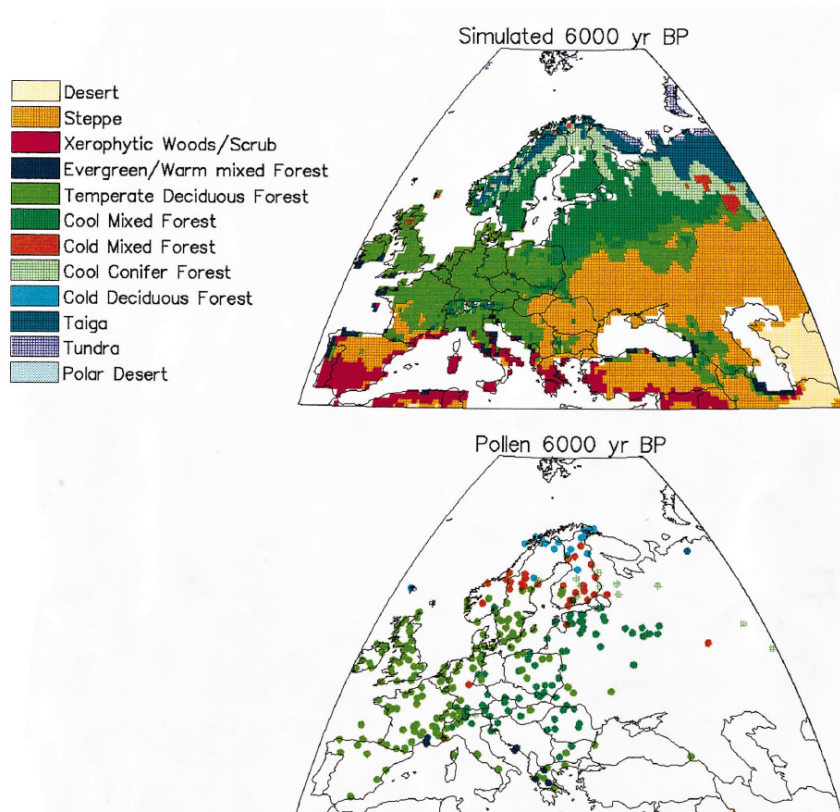 Simulated 6000 yr BP
Desert
Steppe
Xerophytic Woods/Scrub
Evergreen/Warm mixed Forest
Temperate Deciduous Forest
Cool Mixed Forest
Cold Mixed Forest
Cool Conifer Forest
Cold Deciduous Forest
Taiga
Tundra
Polar Desert
Pollen 6000 yr BP